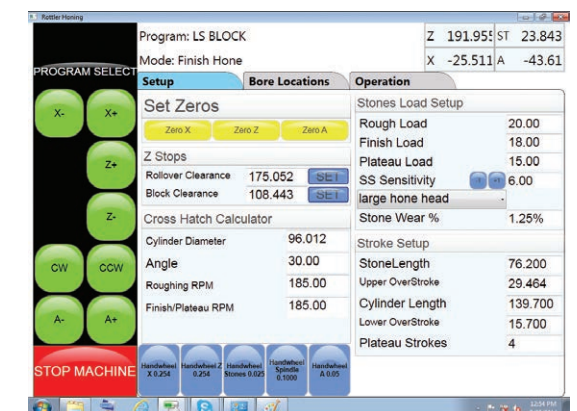 Rottler Honing
Program: LS BLOCK
Z 191.955 ST 23.843
Mode: Finish Hone
X -25.511 A -43.61
PROGRAM SELECT
Setup Bore Locations Operation
X- X+
Z+
Z-
CW CCW
A- A+
STOP MACHINE
Set Zeros
Zero X Zero Z Zero A
Z Stops
Rollover Clearance 175.052 SET
Block Clearance 108.443 SET
Cross Hatch Calculator
Cylinder Diameter 96.012
Angle 30.00
Roughing RPM 185.00
Finish/Plateau RPM 185.00
Handwheel X 0.254
Handwheel Z 0.254
Handwheel Stones 0.025
Handwheel Spindle 0.1000
Handwheel A 0.05
Stones Load Setup
Rough Load 20.00
Finish Load 18.00
Plateau Load 15.00
SS Sensitivity 6.00
large hone head
Stone Wear % 1.25%
Stroke Setup
StoneLength 76.200
Upper OverStroke 29.464
Cylinder Length 139.700
Lower OverStroke 15.700
Plateau Strokes 4
12:04 PM